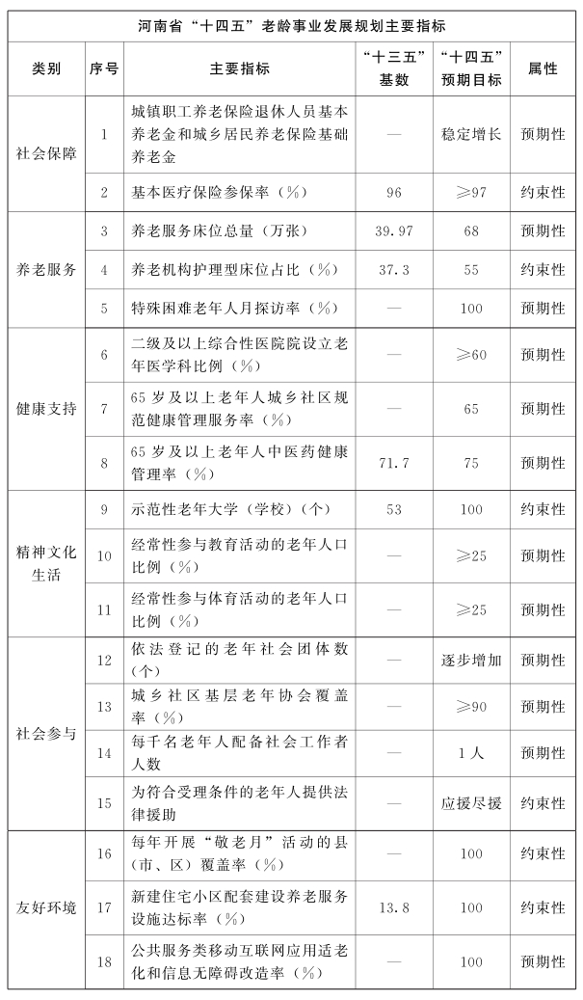 河南省“十四五”老龄事业发展规划主要指标
类别 序号 主要指标 “十三五”基数 “十四五”预期目标 属性
社会保障
1 城镇职工养老保险退休人员基本
养老金和城乡居民养老保险基础
养老金 — 稳定增长 预期性
2 基本医疗保险参保率（%） 96 ≥97 约束性
养老服务
3 养老服务床位总量（万张） 39.97 68 预期性
4 养老机构护理型床位占比（%） 37.3 55 约束性
5 特殊困难老年人月探访率（%） — 100 预期性
健康支持
6 二级及以上综合性医院院设立老
年医学科比例（%） — ≥60 预期性
7 65岁及以上老年人城乡社区规
范健康管理服务率（%） — 65 预期性
8 65岁及以上老年人中医药健康
管理率（%） 71.7 75 预期性
精神文化
生活
9 示范性老年大学（学校）（个） 53 100 约束性
10 经常性参与教育活动的老年人口
比例（%） — ≥25 预期性
11 经常性参与体育活动的老年人口
比例（%） — ≥25 预期性
社会参与
12 依法登记的老年社会团体数
（个） — 逐步增加 预期性
13 城乡社区基层老年协会覆盖
率（%） — ≥90 预期性
14 每千名老年人配备社会工作者
人数 — 1人 预期性
15 为符合受理条件的老年人提供法
律援助 — 应援尽援 约束性
友好环境
16 每年开展“敬老月”活动的县
（市、区）覆盖率（%） — 100 约束性
17 新建住宅小区配套建设养老服务
设施达标率（%） 13.8 100 约束性
18 公共服务类移动互联网应用适老
化和信息无障碍改造率（%） — 100 预期性